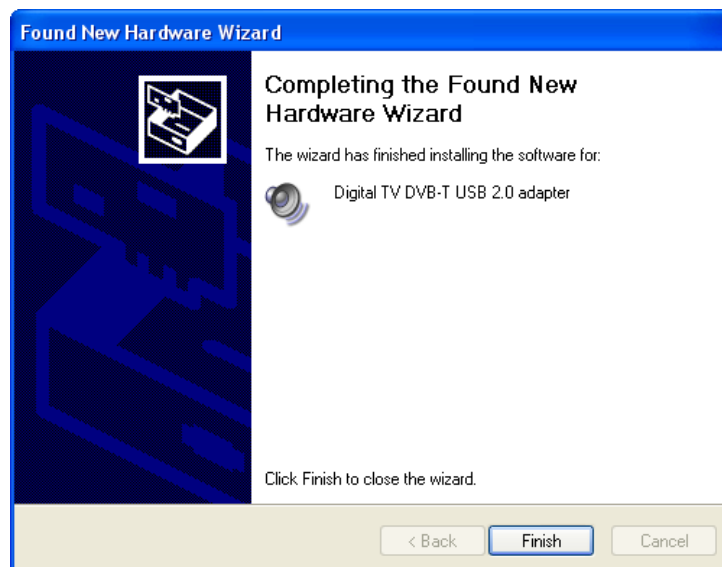 Found New Hardware Wizard
Completing the Found New
Hardware Wizard
The wizard has finished installing the software for:
Digital TV DVB-T USB 2.0 adapter
Click Finish to close the wizard.
< Back
Finish
Cancel